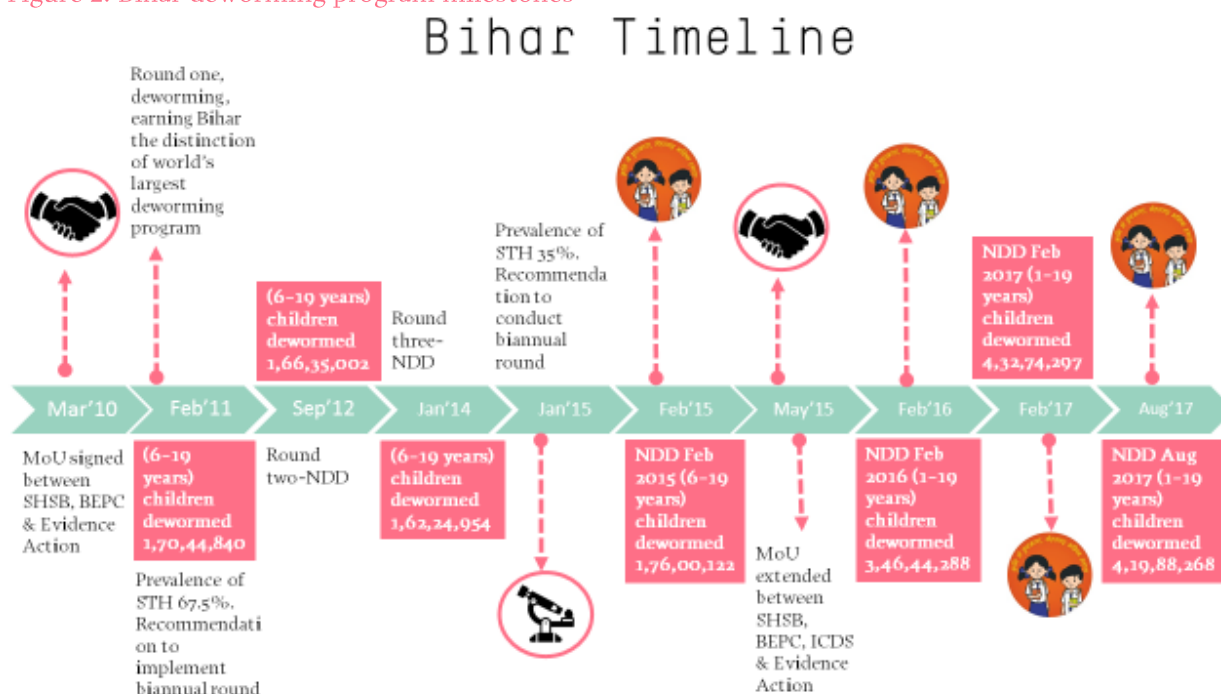 Figure 2: Bihar deworming program milestones
Bihar Timeline
Round one,
deworming,
earning Bihar
the distinction
of world's
largest
deworming
program
(6-19 years)
children
dewormed
1,66,35,002
Round
three-
NDD
Prevalence of
STH 35%.
Recommenda
tion to
conduct
biannual
round
NDD Feb
2017 (1-19
years)
children
dewormed
4,32,74,297
Mar'10
Feb'11
Sep'12
Jan'14
Jan'15
Feb'15
May'15
Feb'16
Feb'17
Aug'17
MoU signed
between
SHSB, BEPC
& Evidence
Action
(6-19
years)
children
dewormed
1,70,44,840
Prevalence of
STH 67.5%.
Recommendati
on to
implement
biannual round
Round
two-NDD
(6-19 years)
children
dewormed
1,62,24,954
NDD Feb
2015 (6-19
years)
children
dewormed
1,76,00,122
MoU
extended
between
SHSB,
BEPC, ICDS
& Evidence
Action
NDD Feb
2016 (1-19
years)
children
dewormed
3,46,44,288
NDD Aug
2017 (1-19
years)
children
dewormed
4,19,88,268